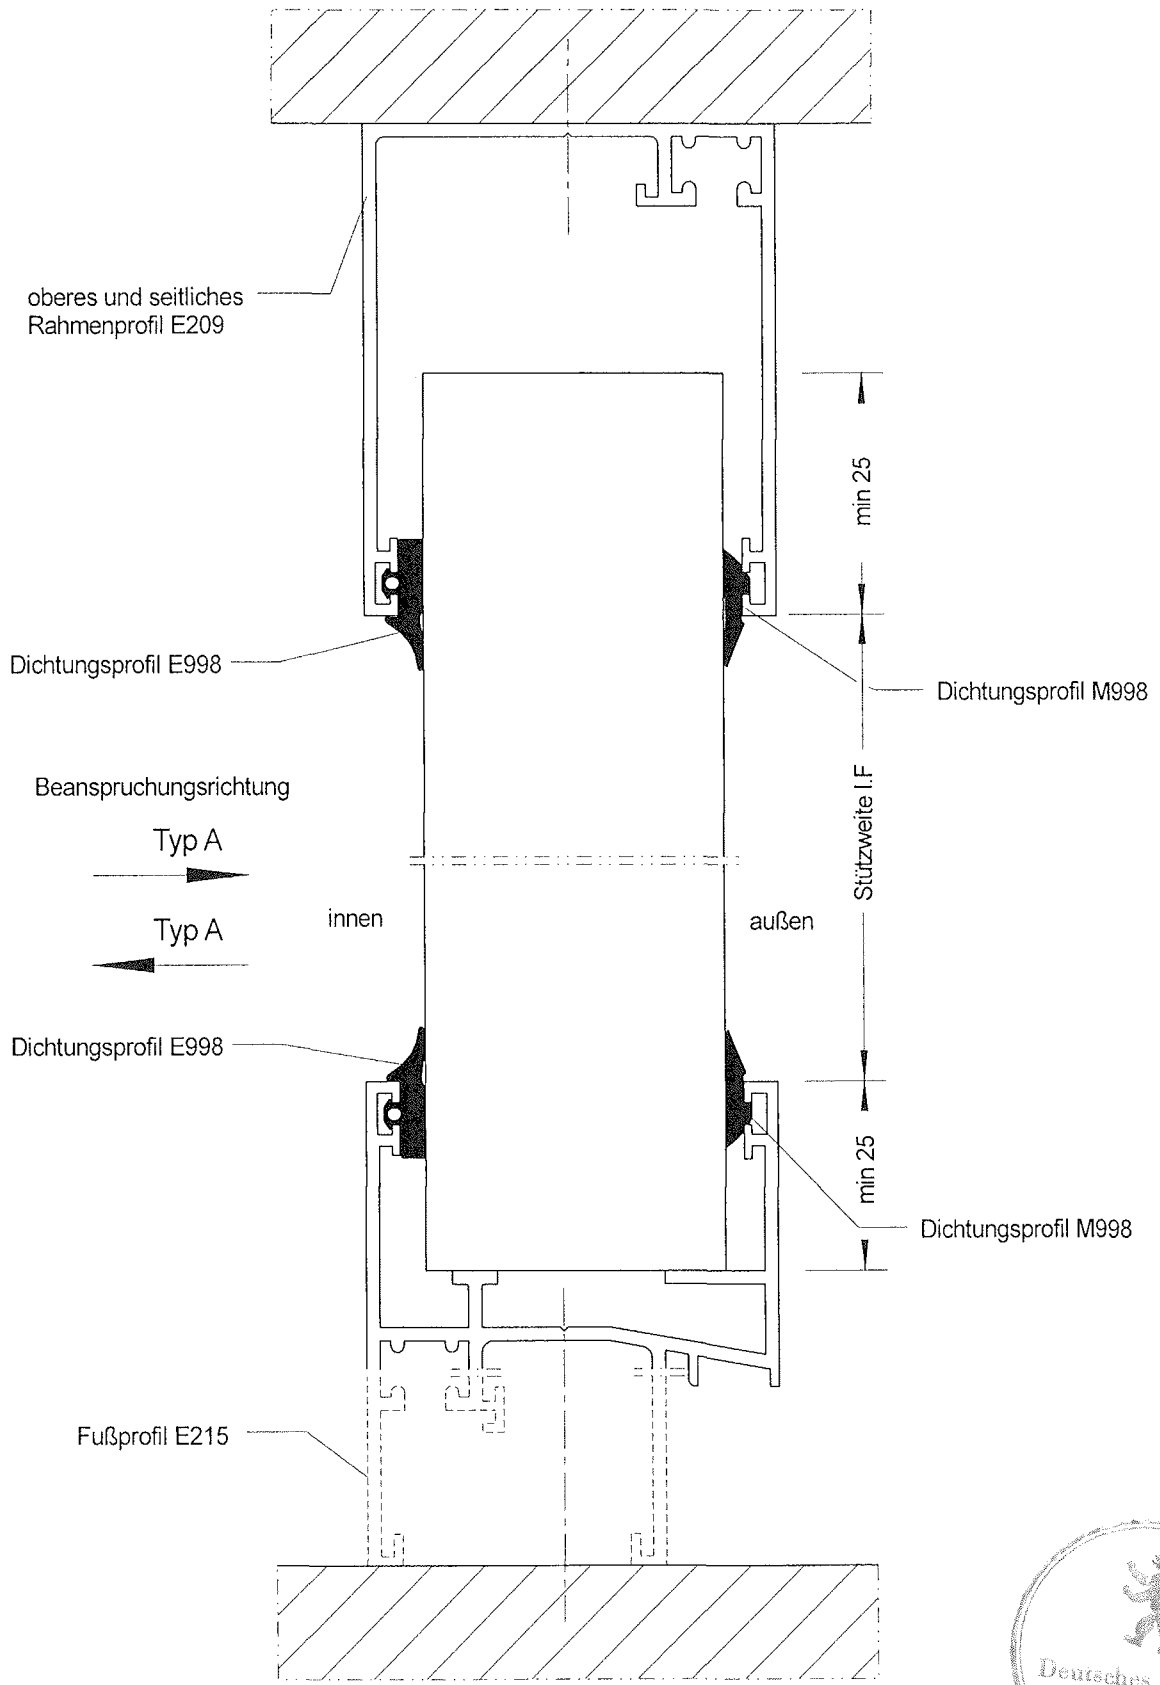 oberes und seitliches
Rahmenprofil E209
min 25
Dichtungsprofil E998
Dichtungsprofil M998
Beanspruchungsrichtung
Typ A
Stützweite I.F
innen
außen
Typ A
Dichtungsprofil E998
min 25
Dichtungsprofil M998
Fußprofil E215
Deutsches